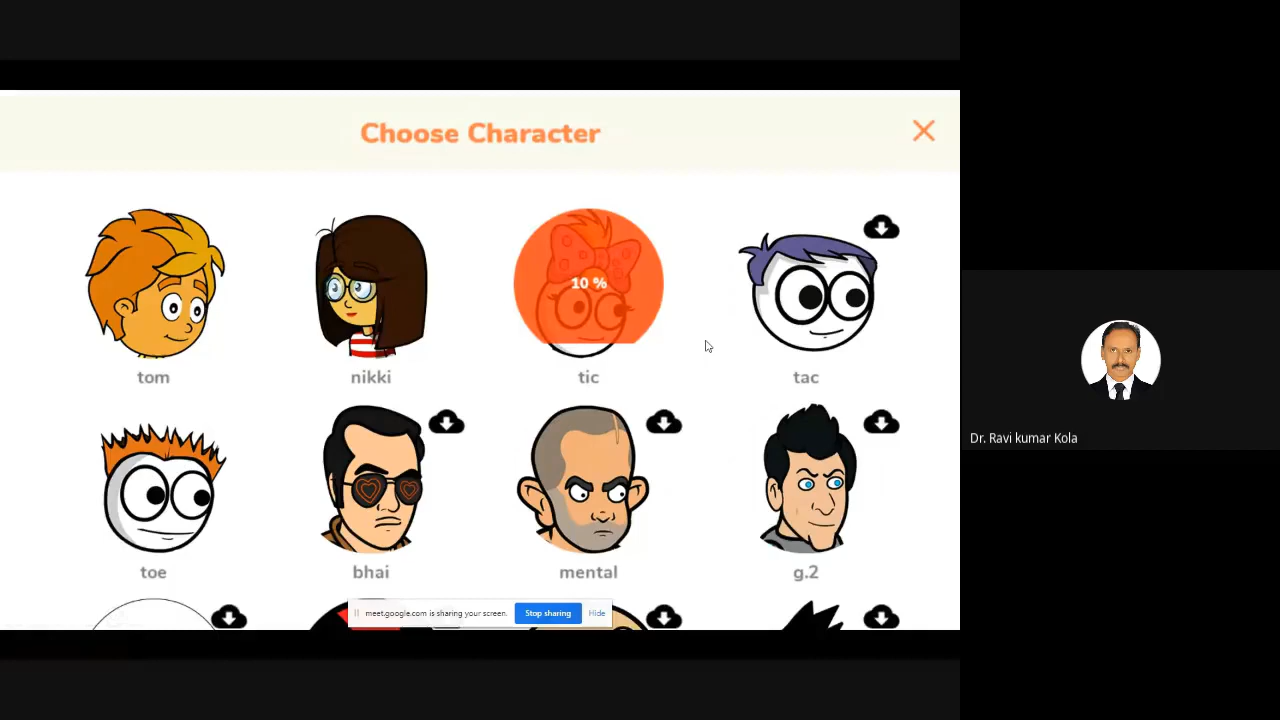 Choose Character
10 %
tom
nikki
tic
tac
toe
bhai
mental
g.2
meet.google.com is sharing your screen.
Stop sharing
Hide
Dr. Ravi kumar Kola